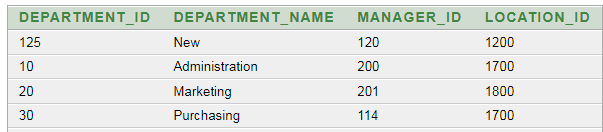 DEPARTMENT_ID DEPARTMENT_NAME MANAGER_ID LOCATION_ID
125 New 120 1200
10 Administration 200 1700
20 Marketing 201 1800
30 Purchasing 114 1700